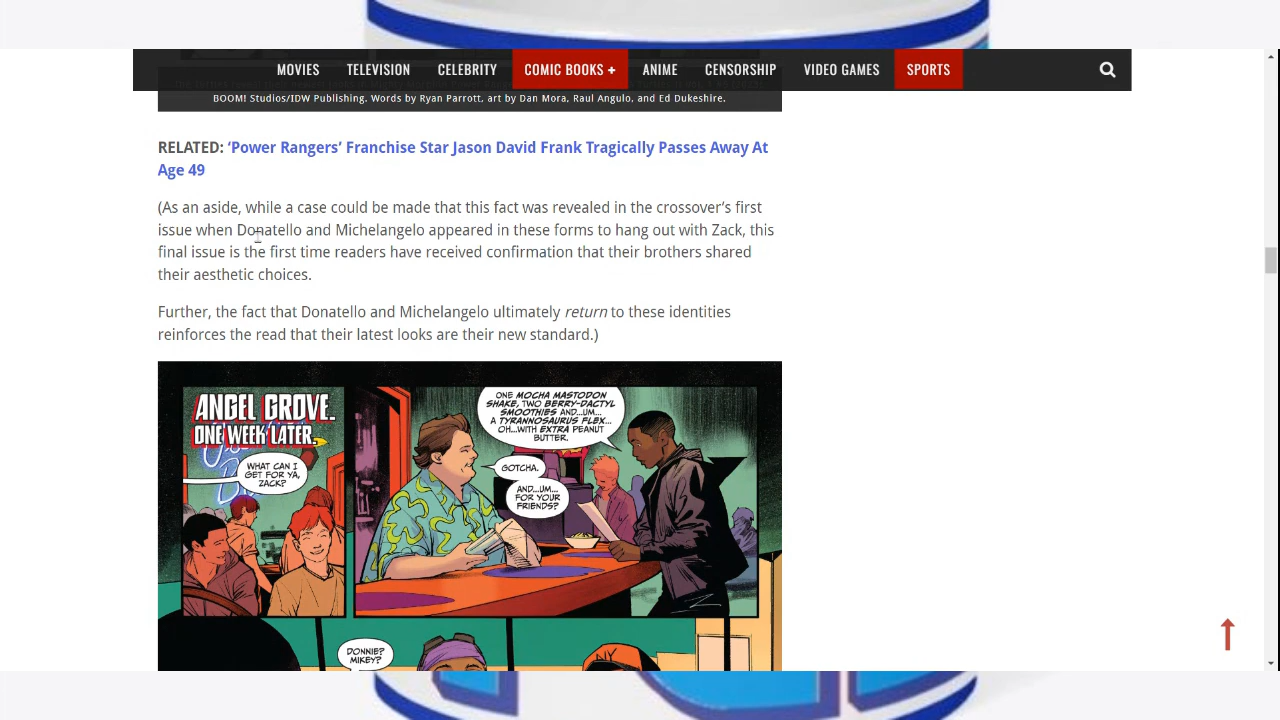 MOVIES TELEVISION CELEBRITY COMIC BOOKS + ANIME CENSORSHIP VIDEO GAMES SPORTS
BOOM! Studios/IDW Publishing. Words by Ryan Parrott, art by Dan Mora, Raul Angulo, and Ed Dukeshire.
RELATED: ‘Power Rangers’ Franchise Star Jason David Frank Tragically Passes Away At
Age 49
(As an aside, while a case could be made that this fact was revealed in the crossover’s first
issue when Donatello and Michelangelo appeared in these forms to hang out with Zack, this
final issue is the first time readers have received confirmation that their brothers shared
their aesthetic choices.
Further, the fact that Donatello and Michelangelo ultimately return to these identities
reinforces the read that their latest looks are their new standard.)
ANGEL GROVE.
ONE WEEK LATER.
WHAT CAN I
GET FOR YA,
ZACK?
ONE MOCHA MASTODON
SHAKE, TWO BERRY-DACTYL
SMOOTHIES AND...UM...
A TYRANNOSAURUS FLEX...
OH...WITH EXTRA PEANUT
BUTTER.
GOTCHA.
AND...UM...
FOR YOUR
FRIENDS?
DONNIE?
MIKEY?
NY